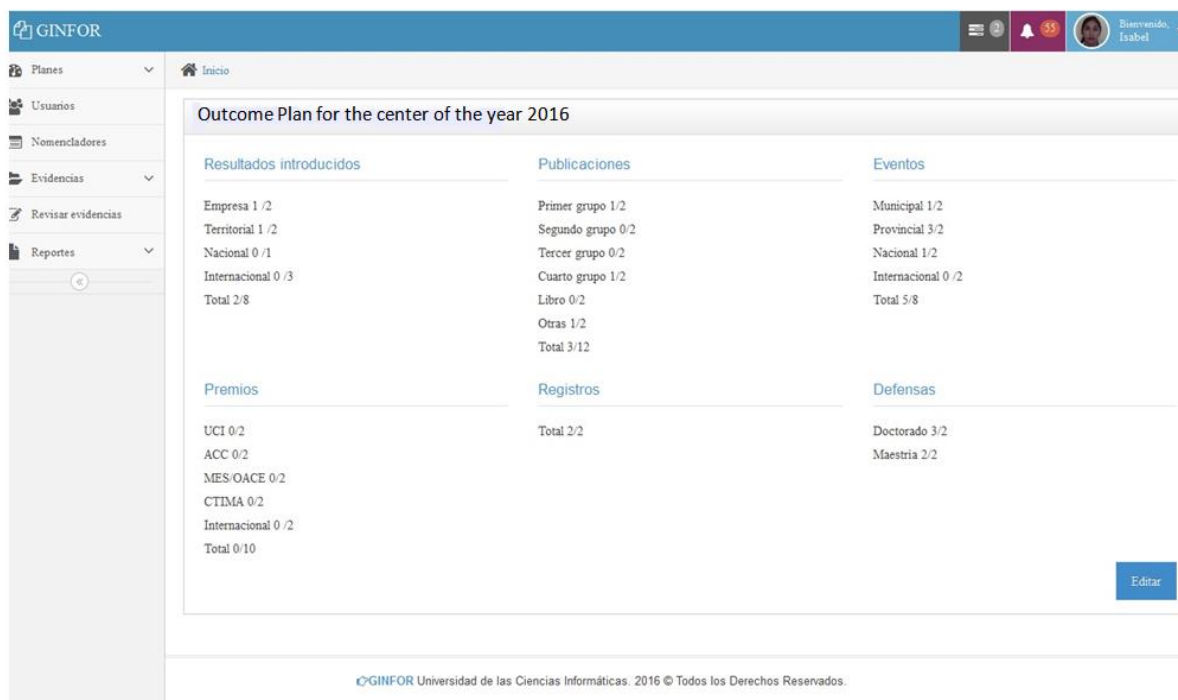 GINFOR
2
55
Bienvenido,
Isabel
Planes
Usuarios
Nomencladores
Evidencias
Revisar evidencias
Reportes
Inicio
Outcome Plan for the center of the year 2016
Resultados introducidos
Empresa 1 /2
Territorial 1 /2
Nacional 0 /1
Internacional 0 /3
Total 2/8
Publicaciones
Primer grupo 1/2
Segundo grupo 0/2
Tercer grupo 0/2
Cuarto grupo 1/2
Libro 0/2
Otras 1/2
Total 3/12
Eventos
Municipal 1/2
Provincial 3/2
Nacional 1/2
Internacional 0 /2
Total 5/8
Premios
UCI 0/2
ACC 0/2
MES/OACE 0/2
CTIMA 0/2
Internacional 0 /2
Total 0/10
Registros
Total 2/2
Defensas
Doctorado 3/2
Maestria 2/2
Editar
GINFOR Universidad de las Ciencias Informáticas. 2016 © Todos los Derechos Reservados.